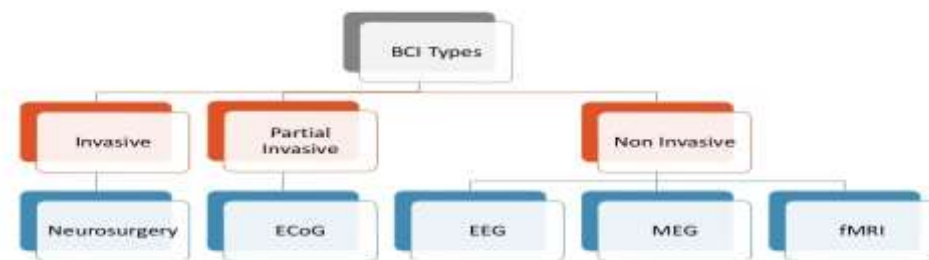 BCI Types
Invasive
Partial
Invasive
Non Invasive
Neurosurgery
ECoG
EEG
MEG
fMRI